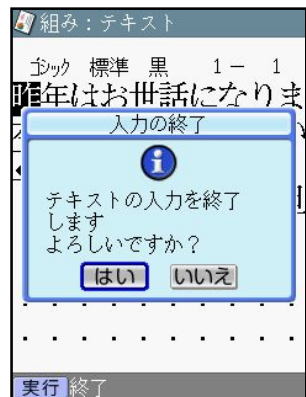 組み：テキスト
ゴシック 標準 黒 1－ 1
昨年はお世話になりま
入力の終了
テキストの入力を終了
します
よろしいですか？
はい いいえ
実行 終了